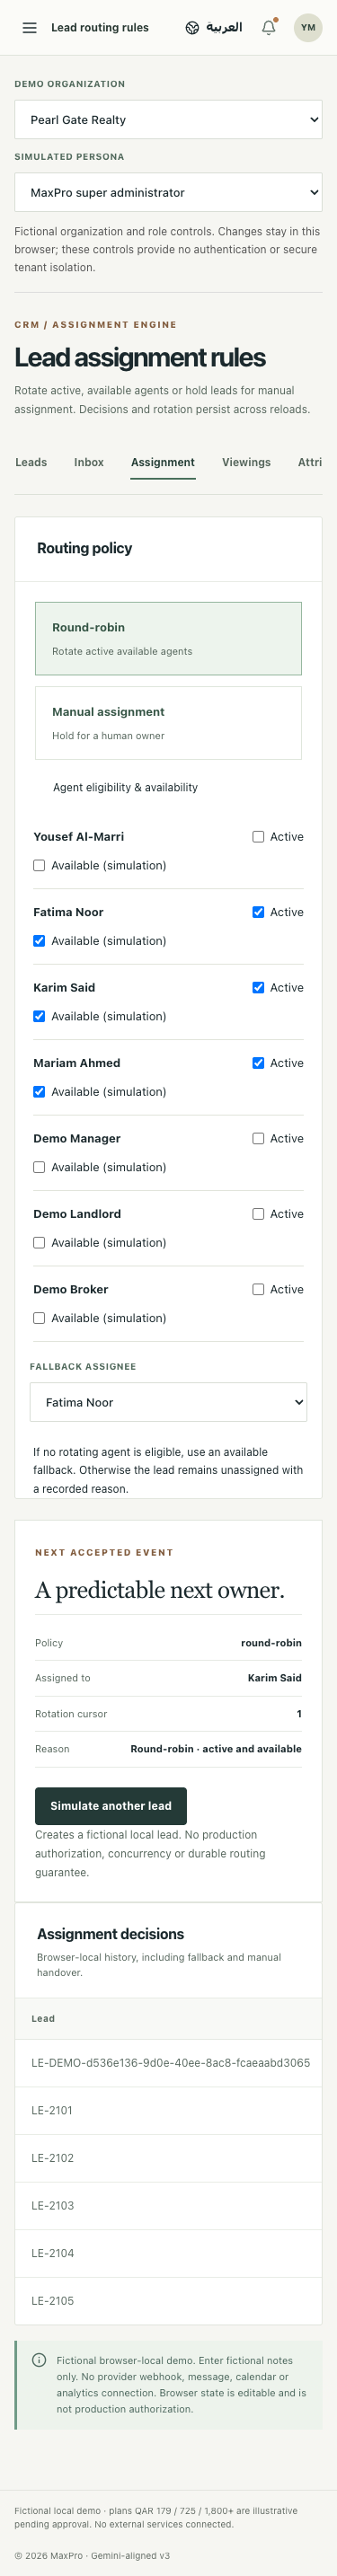 Lead routing rules
العربية
YM
DEMO ORGANIZATION
Pearl Gate Realty
SIMULATED PERSONA
MaxPro super administrator
Fictional organization and role controls. Changes stay in this
browser; these controls provide no authentication or secure
tenant isolation.
CRM / ASSIGNMENT ENGINE
Lead assignment rules
Rotate active, available agents or hold leads for manual
assignment. Decisions and rotation persist across reloads.
Leads Inbox Assignment Viewings Attri
Routing policy
Round-robin
Rotate active available agents
Manual assignment
Hold for a human owner
Agent eligibility & availability
Yousef Al-Marri Active
Available (simulation)
Fatima Noor Active
Available (simulation)
Karim Said Active
Available (simulation)
Mariam Ahmed Active
Available (simulation)
Demo Manager Active
Available (simulation)
Demo Landlord Active
Available (simulation)
Demo Broker Active
Available (simulation)
FALLBACK ASSIGNEE
Fatima Noor
If no rotating agent is eligible, use an available
fallback. Otherwise the lead remains unassigned with
a recorded reason.
NEXT ACCEPTED EVENT
A predictable next owner.
Policy round-robin
Assigned to Karim Said
Rotation cursor 1
Reason Round-robin · active and available
Simulate another lead
Creates a fictional local lead. No production
authorization, concurrency or durable routing
guarantee.
Assignment decisions
Browser-local history, including fallback and manual
handover.
Lead
LE-DEMO-d536e136-9d0e-40ee-8ac8-fcaeaabd3065
LE-2101
LE-2102
LE-2103
LE-2104
LE-2105
Fictional browser-local demo. Enter fictional notes
only. No provider webhook, message, calendar or
analytics connection. Browser state is editable and is
not production authorization.
Fictional local demo · plans QAR 179 / 725 / 1,800+ are illustrative
pending approval. No external services connected.
© 2026 MaxPro · Gemini-aligned v3